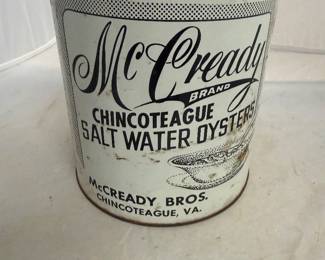 McCready
BRAND
CHINCOTEAGUE
SALT WATER OYSTERS
McCREADY BROS.
CHINCOTEAGUE, VA.